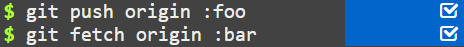 $ git push origin :foo
$ git fetch origin :bar